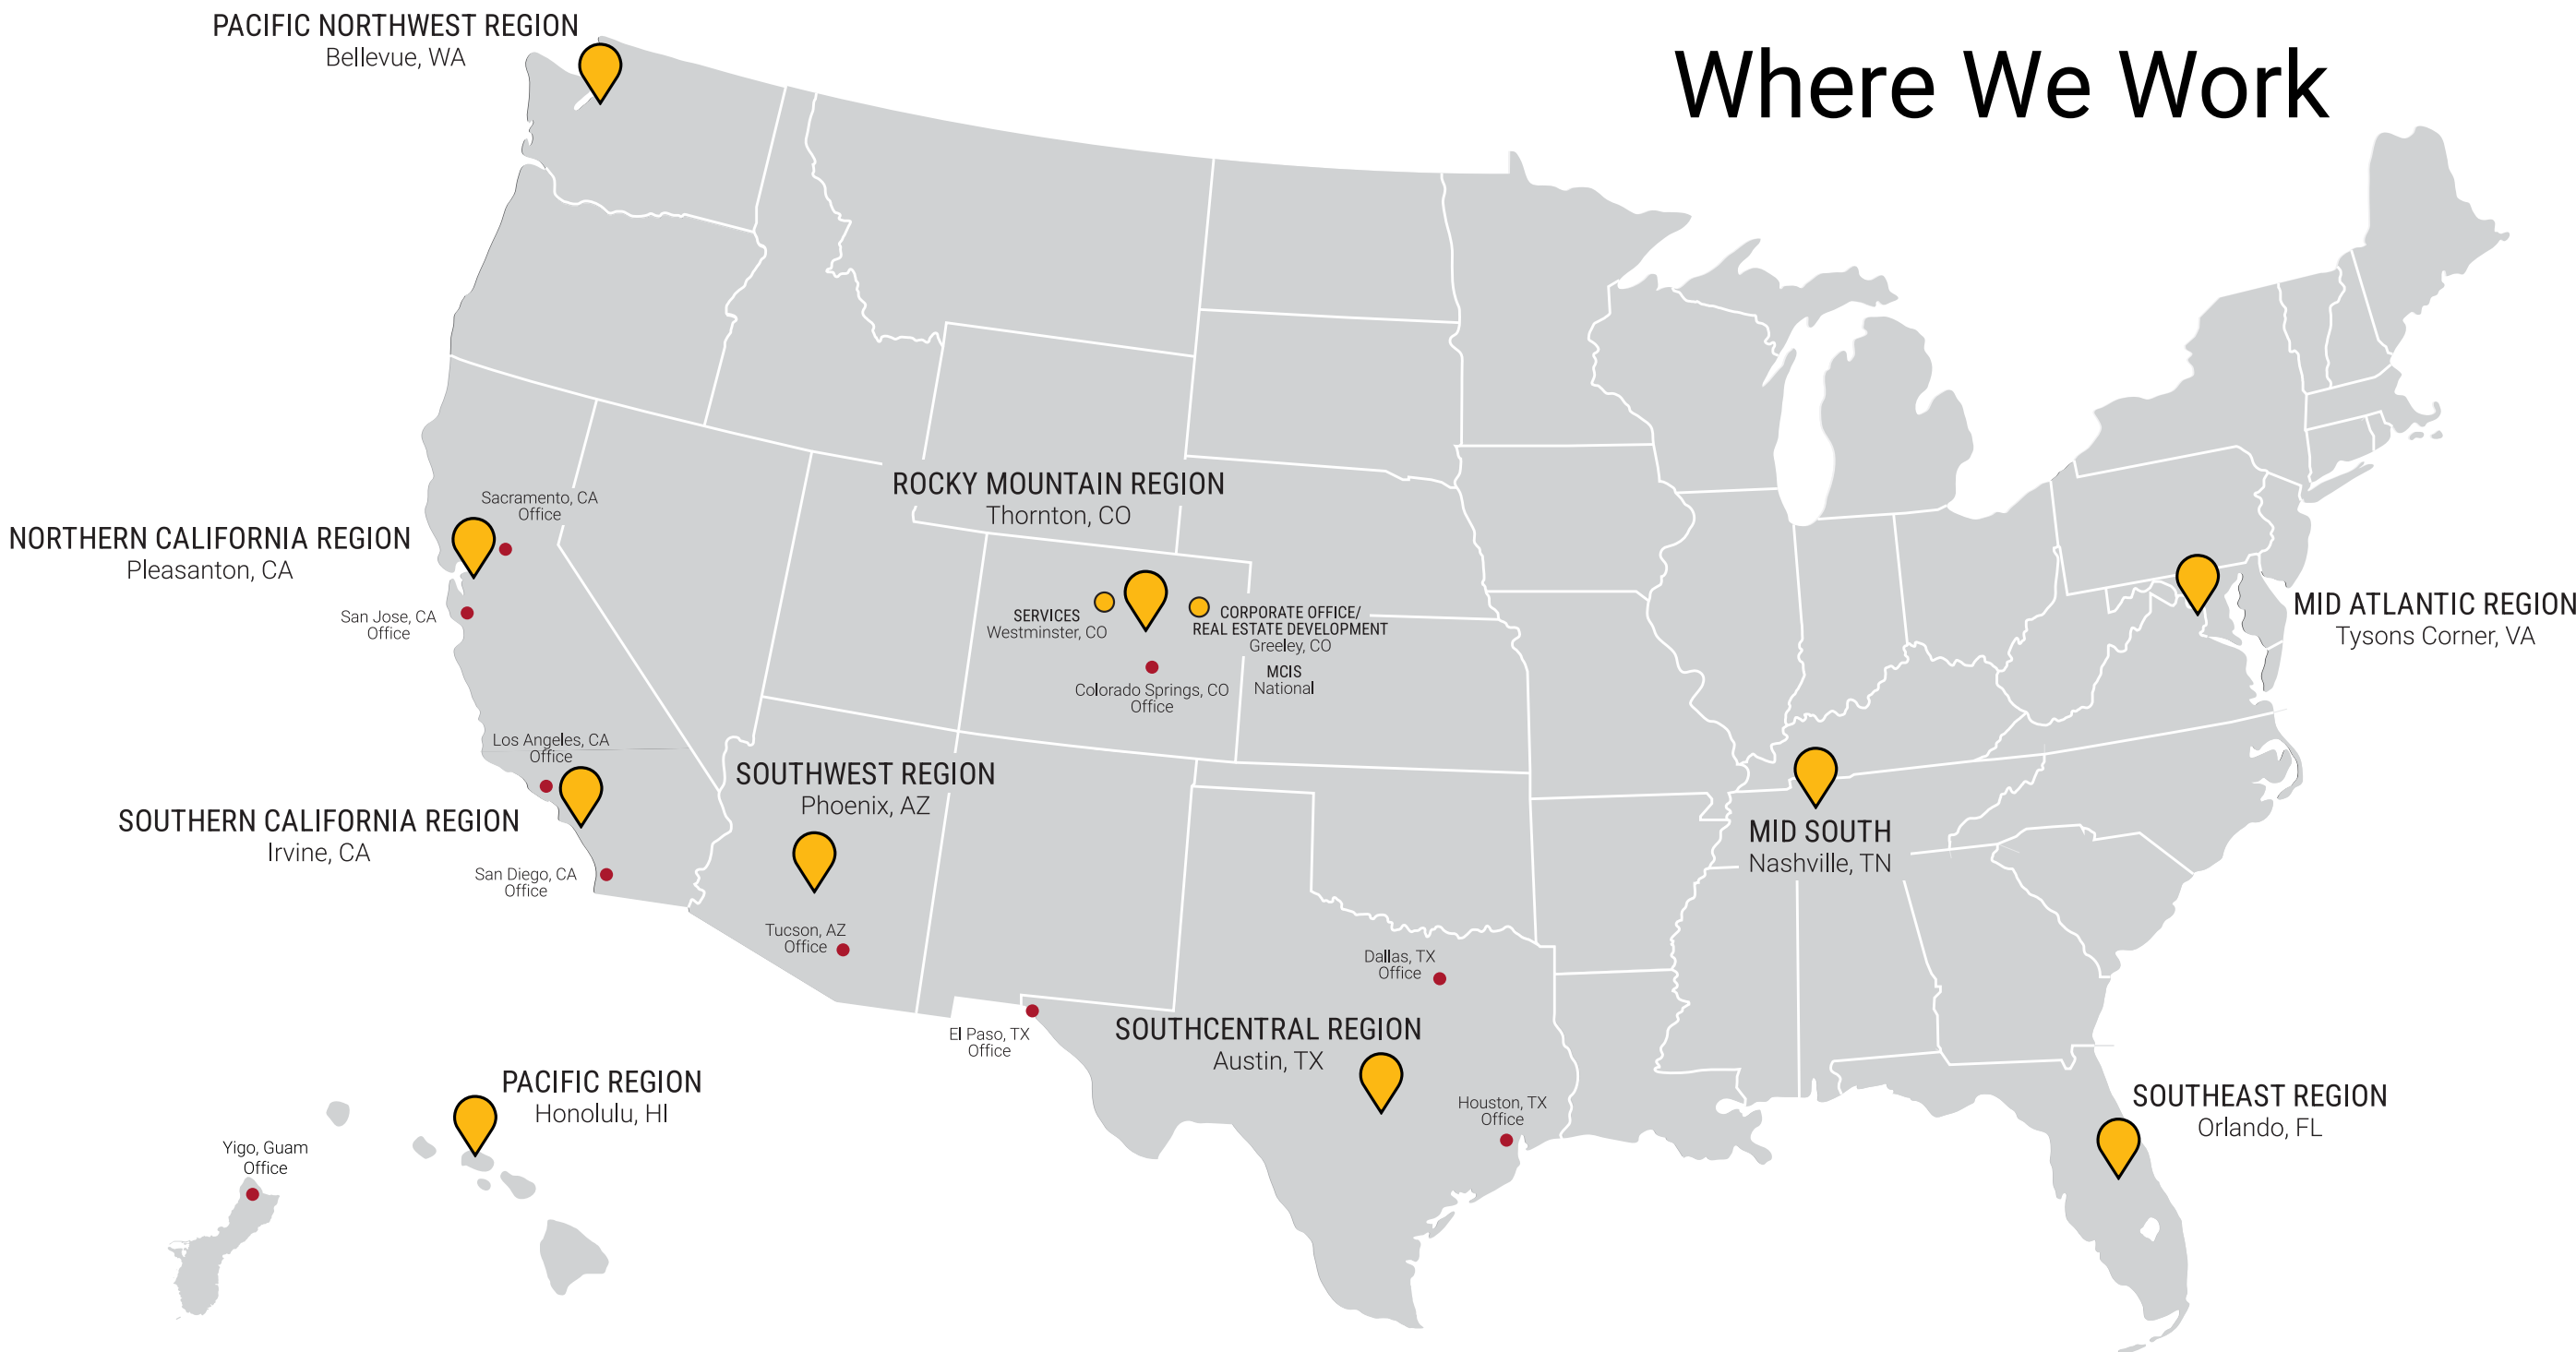 PACIFIC NORTHWEST REGION
Bellevue, WA
Where We Work
ROCKY MOUNTAIN REGION
Thornton, CO
Sacramento, CA
Office
NORTHERN CALIFORNIA REGION
Pleasanton, CA
San Jose, CA
Office
SERVICES
Westminster, CO
CORPORATE OFFICE/
REAL ESTATE DEVELOPMENT
Greeley, CO
MCIS
National
Colorado Springs, CO
Office
MID ATLANTIC REGION
Tysons Corner, VA
Los Angeles, CA
Office
SOUTHERN CALIFORNIA REGION
Irvine, CA
San Diego, CA
Office
SOUTHWEST REGION
Phoenix, AZ
Tucson, AZ
Office
MID SOUTH
Nashville, TN
Dallas, TX
Office
El Paso, TX
Office
SOUTHCENTRAL REGION
Austin, TX
Houston, TX
Office
PACIFIC REGION
Honolulu, HI
Yigo, Guam
Office
SOUTHEAST REGION
Orlando, FL